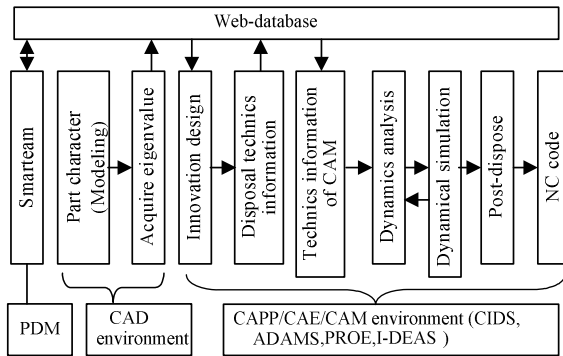 Web-database
Smarteam
Part character
(Modeling)
Acquire eigenvalue
Innovation design
Disposal technics
information
Technics information
of CAM
Dynamics analysis
Dynamical simulation
Post-dispose
NC code
PDM
CAD
environment
CAPP/CAE/CAM environment (CIDS,
ADAMS,PROE,I-DEAS )